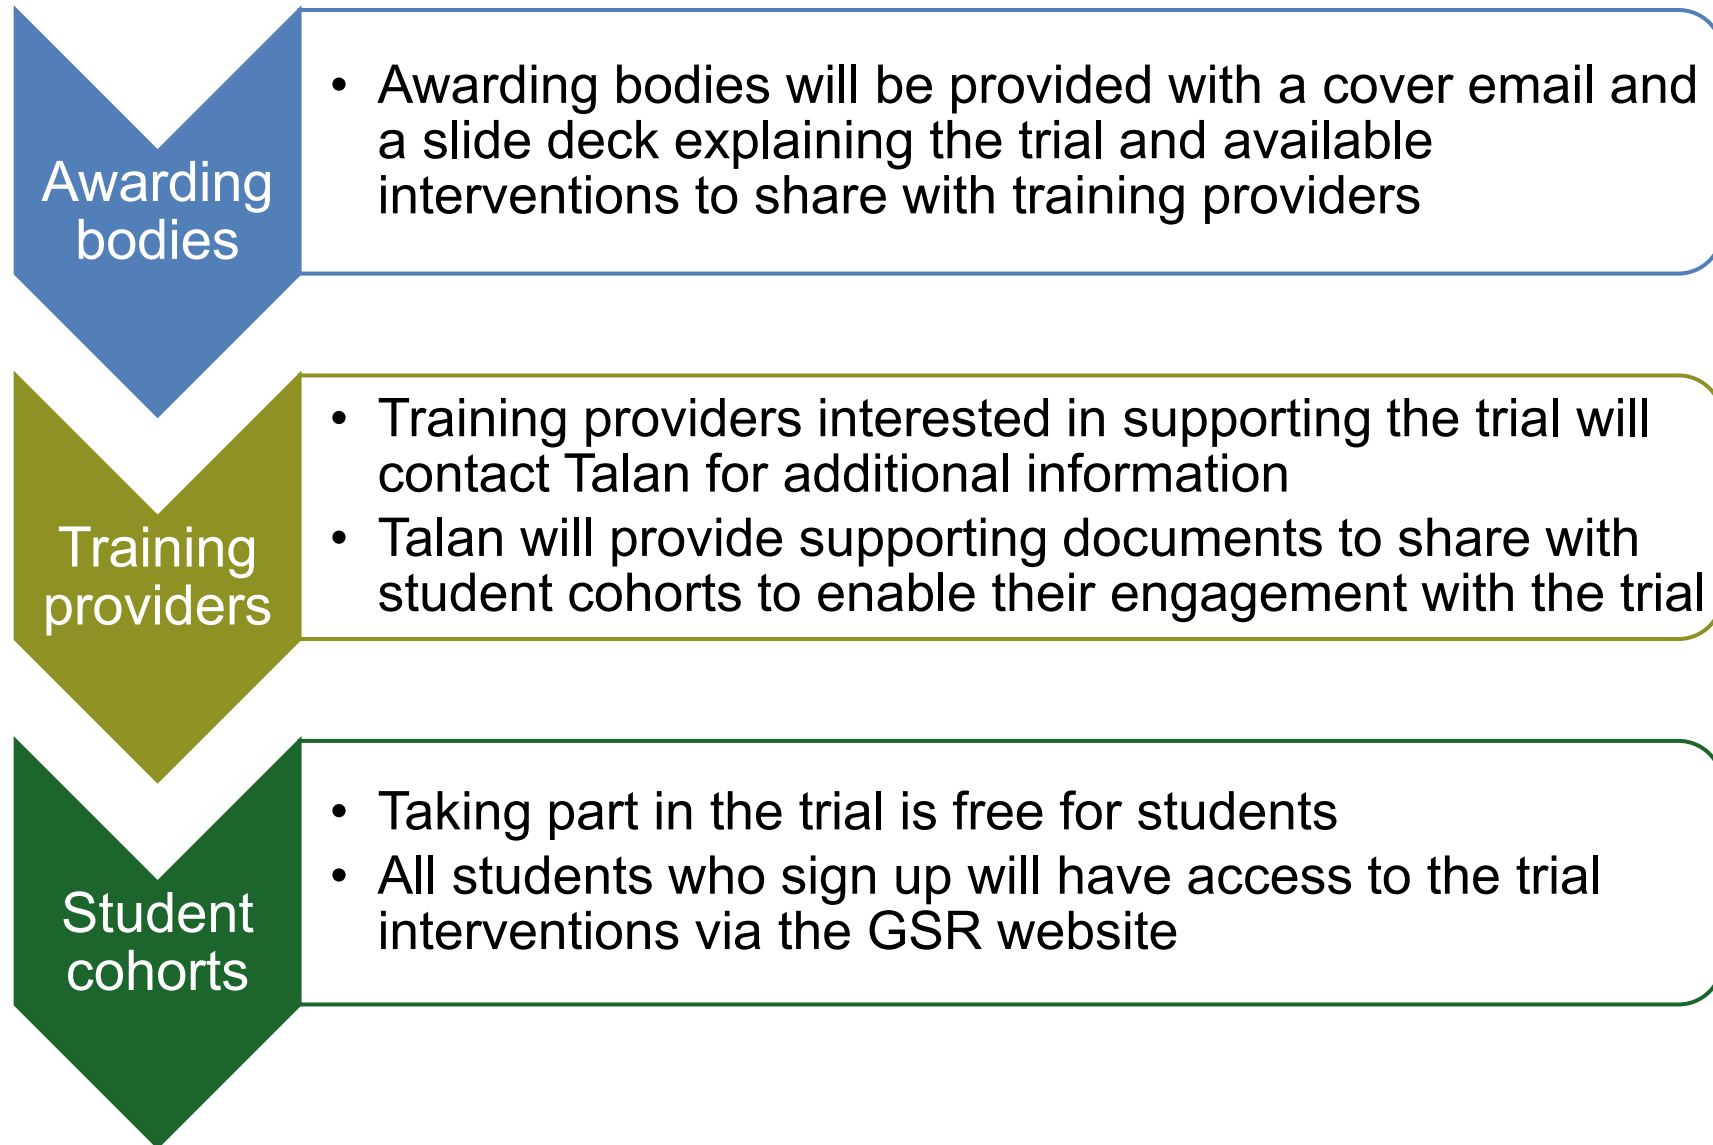 Awarding
bodies
• Awarding bodies will be provided with a cover email and
a slide deck explaining the trial and available
interventions to share with training providers
Training
providers
• Training providers interested in supporting the trial will
contact Talan for additional information
• Talan will provide supporting documents to share with
student cohorts to enable their engagement with the trial
Student
cohorts
• Taking part in the trial is free for students
• All students who sign up will have access to the trial
interventions via the GSR website